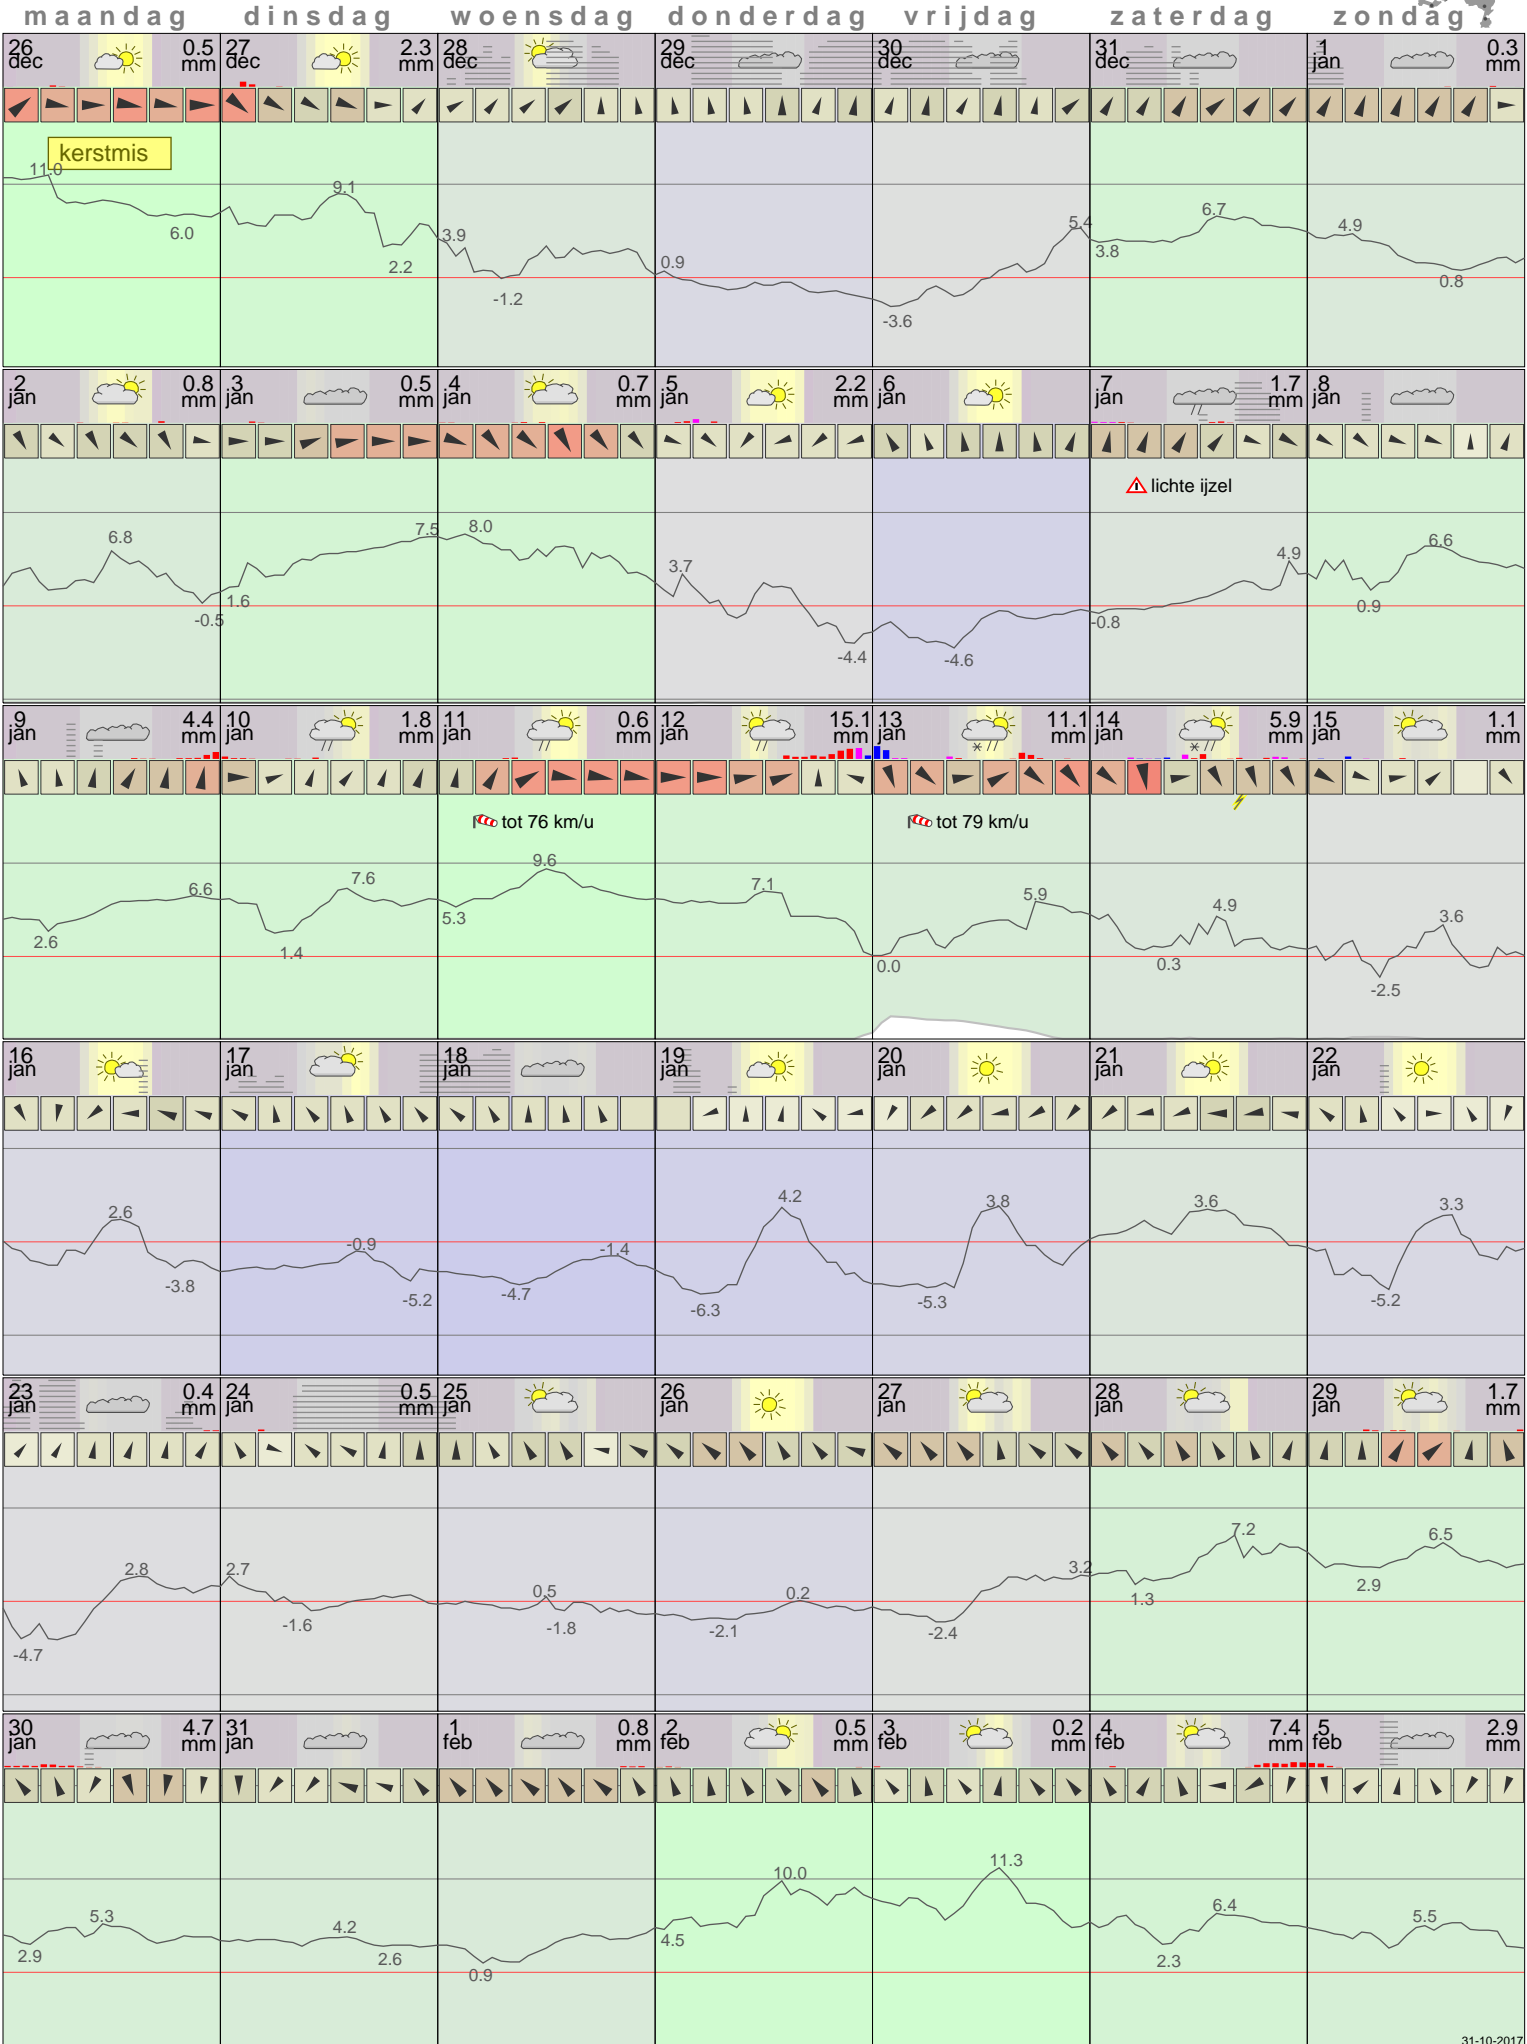 maandag dinsdag woensdag donderdag vrijdag zaterdag zondag
26 dec 0.5 mm 27 dec 2.3 mm 28 dec 29 dec 30 dec 31 dec 1 jan 0.3 mm
kerstmis
11.0 6.0 9.1 2.2 3.9 -1.2 0.9 -3.6 5.4 3.8 6.7 4.9 0.8
2 jan 0.8 mm 3 jan 0.5 mm 4 jan 0.7 mm 5 jan 2.2 mm 6 jan 7 jan 1.7 mm 8 jan
lichte ijzel
6.8 -0.5 1.6 7.5 8.0 3.7 -4.4 -4.6 -0.8 4.9 0.9 6.6
9 jan 4.4 mm 10 jan 1.8 mm 11 jan 0.6 mm 12 jan 15.1 mm 13 jan 11.1 mm 14 jan 5.9 mm 15 jan 1.1 mm
tot 76 km/u tot 79 km/u
2.6 6.6 1.4 7.6 5.3 9.6 7.1 0.0 5.9 0.3 4.9 -2.5 3.6
16 jan 17 jan 18 jan 19 jan 20 jan 21 jan 22 jan
2.6 -3.8 -0.9 -5.2 -4.7 -1.4 -6.3 4.2 -5.3 3.8 3.6 -5.2 3.3
23 jan 0.4 mm 24 jan 0.5 mm 25 jan 26 jan 27 jan 28 jan 29 jan 1.7 mm
-4.7 2.8 2.7 -1.6 0.5 -1.8 -2.1 0.2 -2.4 3.2 1.3 7.2 2.9 6.5
30 jan 4.7 mm 31 jan 1 feb 0.8 mm 2 feb 0.5 mm 3 feb 0.2 mm 4 feb 7.4 mm 5 feb 2.9 mm
2.9 5.3 4.2 2.6 0.9 4.5 10.0 11.3 2.3 6.4 5.5
31-10-2017